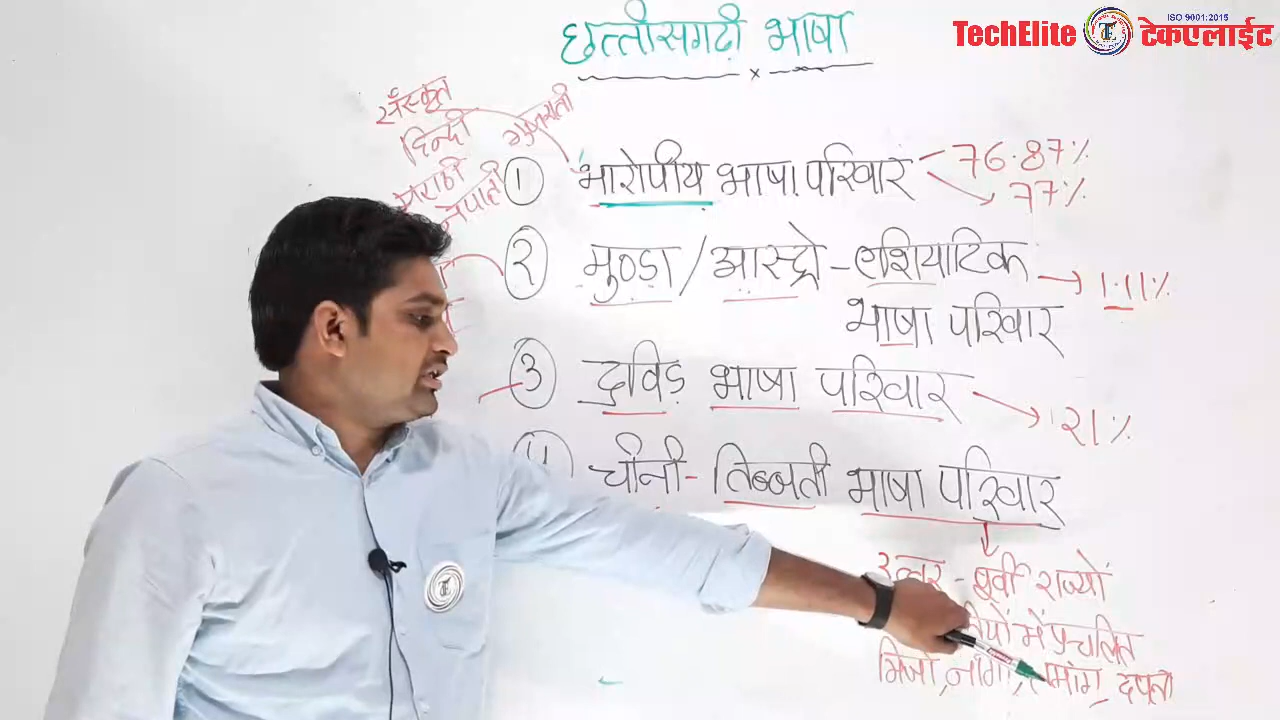 ISO 9001:2015
TechElite टेकएलाईट
छत्तीसगढ़ी भाषा
x
संस्कृत
हिन्दी गुजराती
मराठी
नेपाली
① भारोपीय भाषा परिवार 76.87%
77%
② मुण्डा / आस्ट्रो - एशियाटिक 1.11%
भाषा परिवार
③ द्रविड़ भाषा परिवार 21%
चीनी - तिब्बती भाषा परिवार
उत्तर - पूर्वी राज्यों
में प्रचलित
मिजो, नागा,